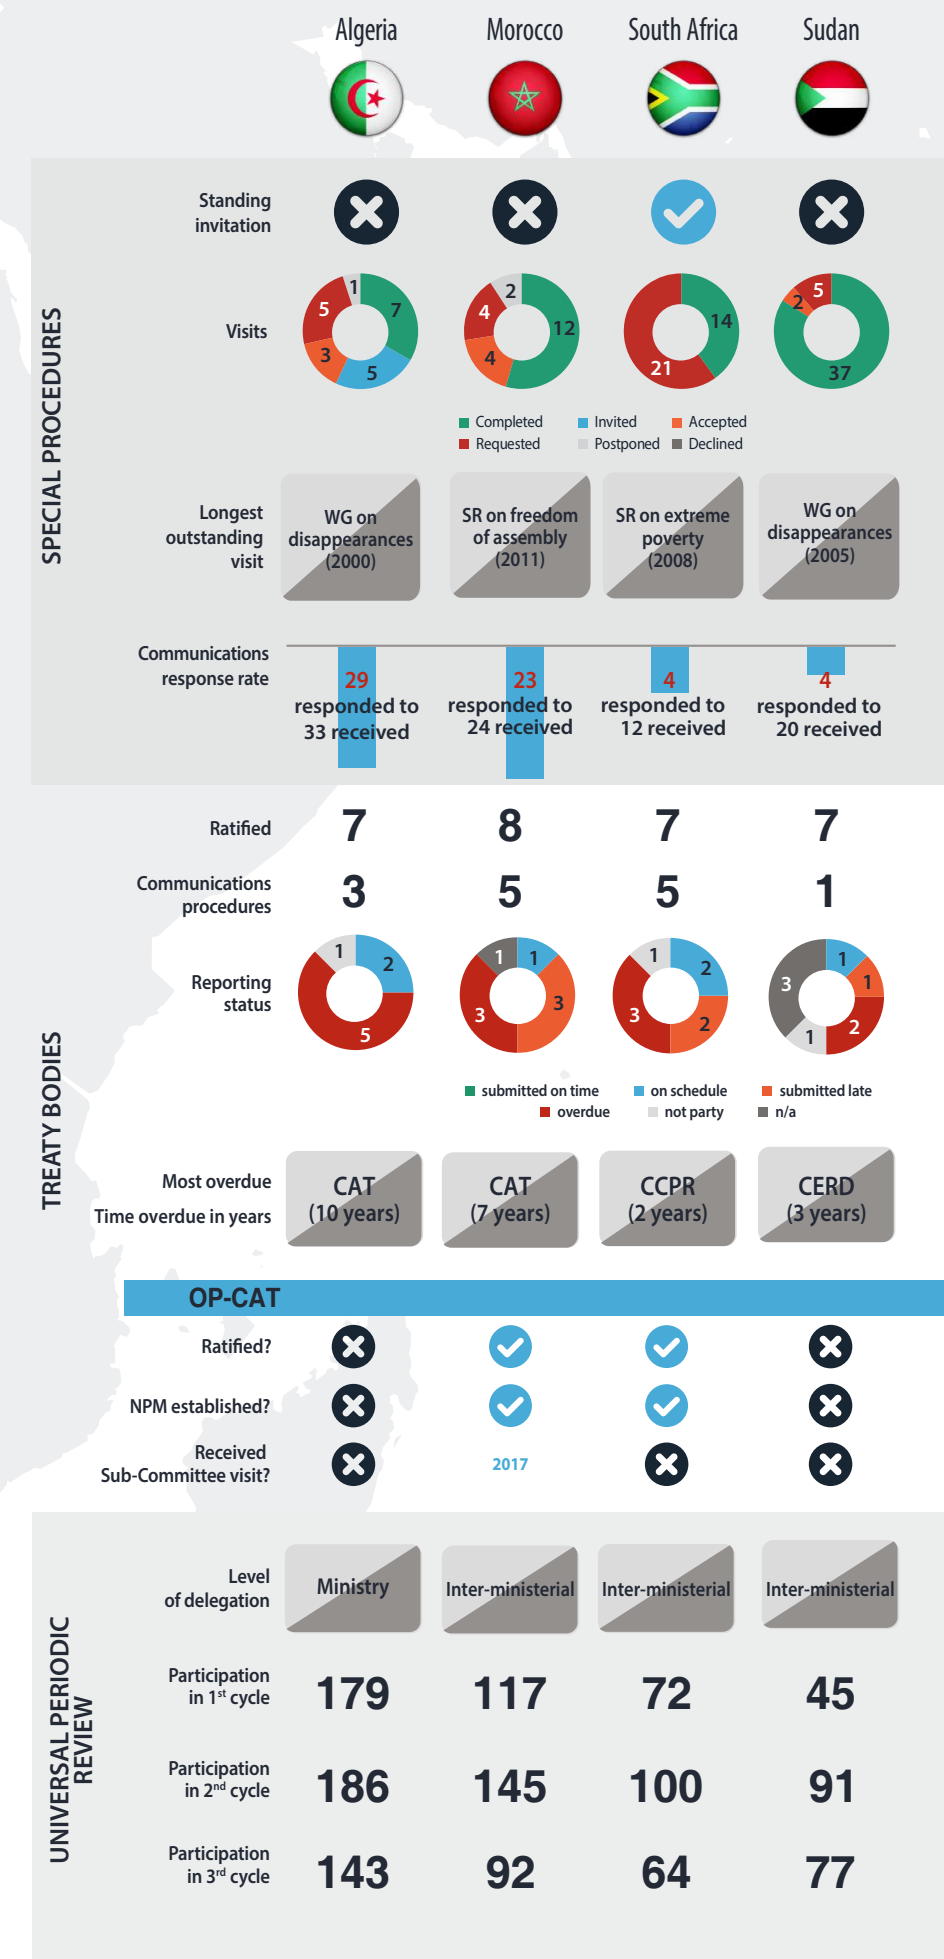 Algeria Morocco South Africa Sudan
SPECIAL PROCEDURES
Standing
invitation
Visits
1 7 5 3 5
2 12 4 4
14 21
5 2 37
Completed Invited Accepted
Requested Postponed Declined
Longest
outstanding
visit
WG on
disappearances
(2000)
SR on freedom
of assembly
(2011)
SR on extreme
poverty
(2008)
WG on
disappearances
(2005)
Communications
response rate
29
responded to
33 received
23
responded to
24 received
4
responded to
12 received
4
responded to
20 received
TREATY BODIES
Ratified
7 8 7 7
Communications
procedures
3 5 5 1
Reporting
status
1 2 5
1 1 3 3
1 2 3 2
1 3 1 2 1
submitted on time on schedule submitted late
overdue not party n/a
Most overdue
Time overdue in years
CAT
(10 years)
CAT
(7 years)
CCPR
(2 years)
CERD
(3 years)
OP-CAT
Ratified?
NPM established?
Received
Sub-Committee visit?
2017
UNIVERSAL PERIODIC
REVIEW
Level
of delegation
Ministry Inter-ministerial Inter-ministerial Inter-ministerial
Participation
in 1st cycle
179 117 72 45
Participation
in 2nd cycle
186 145 100 91
Participation
in 3rd cycle
143 92 64 77